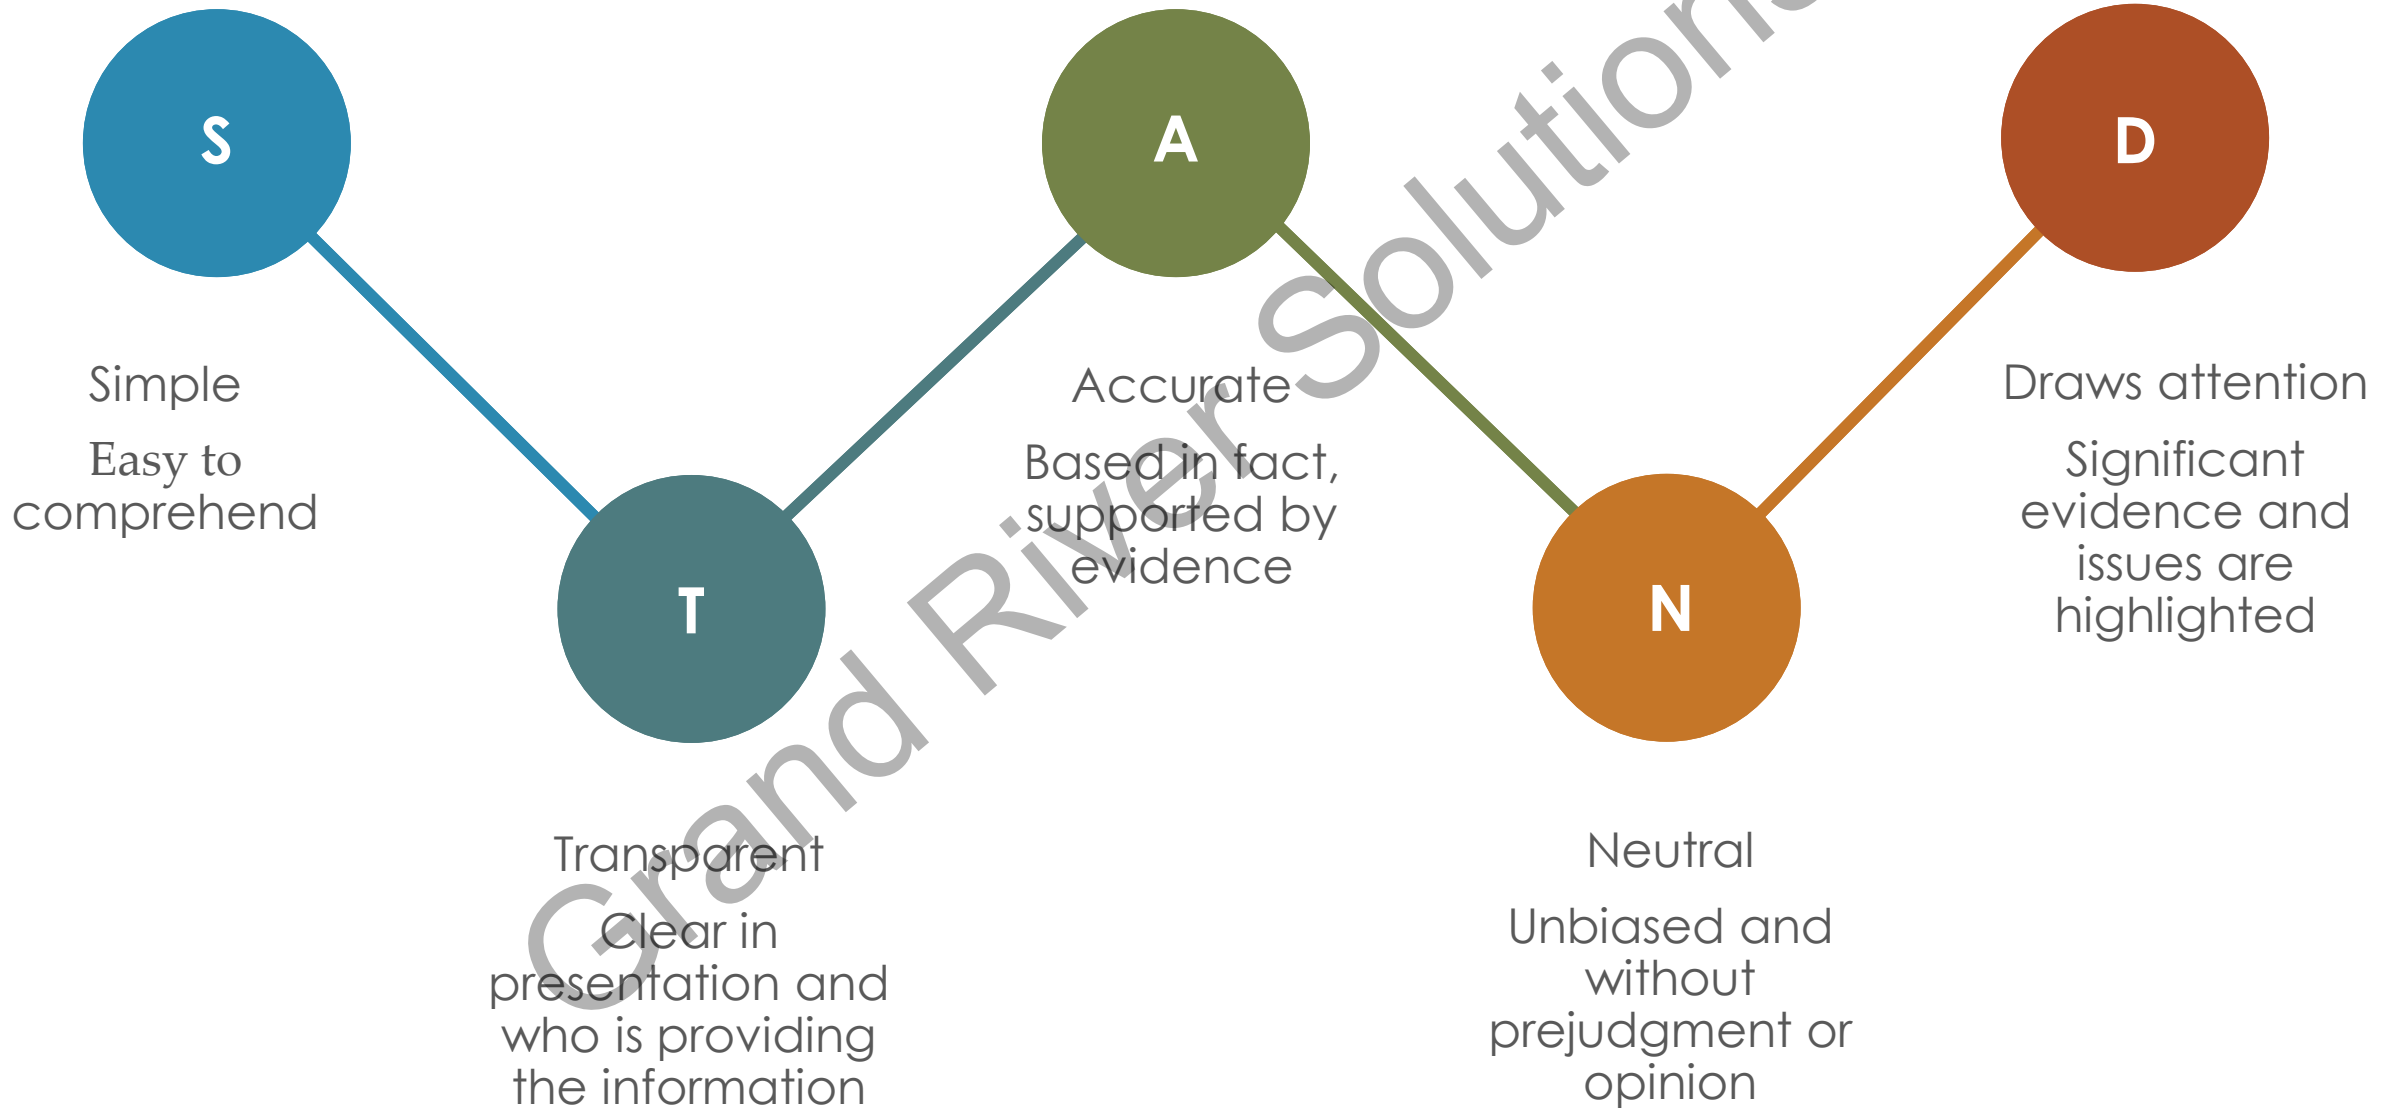 S
Simple
Easy to
comprehend
T
Transparent
Clear in
presentation and
who is providing
the information
A
Accurate
Based in fact,
supported by
evidence
N
Neutral
Unbiased and
without
prejudgment or
opinion
D
Draws attention
Significant
evidence and
issues are
highlighted
Grand River Solutions